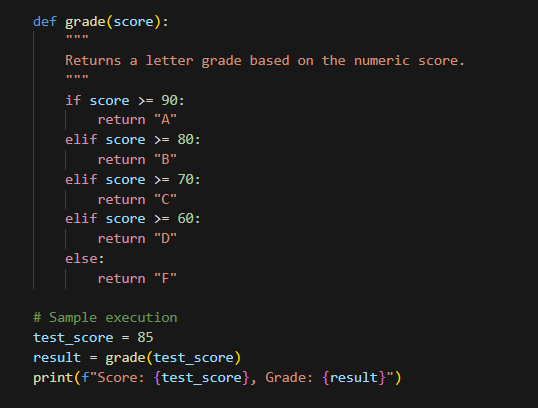 def grade(score):
    """
    Returns a letter grade based on the numeric score.
    """
    if score >= 90:
        return "A"
    elif score >= 80:
        return "B"
    elif score >= 70:
        return "C"
    elif score >= 60:
        return "D"
    else:
        return "F"

# Sample execution
test_score = 85
result = grade(test_score)
print(f"Score: {test_score}, Grade: {result}")